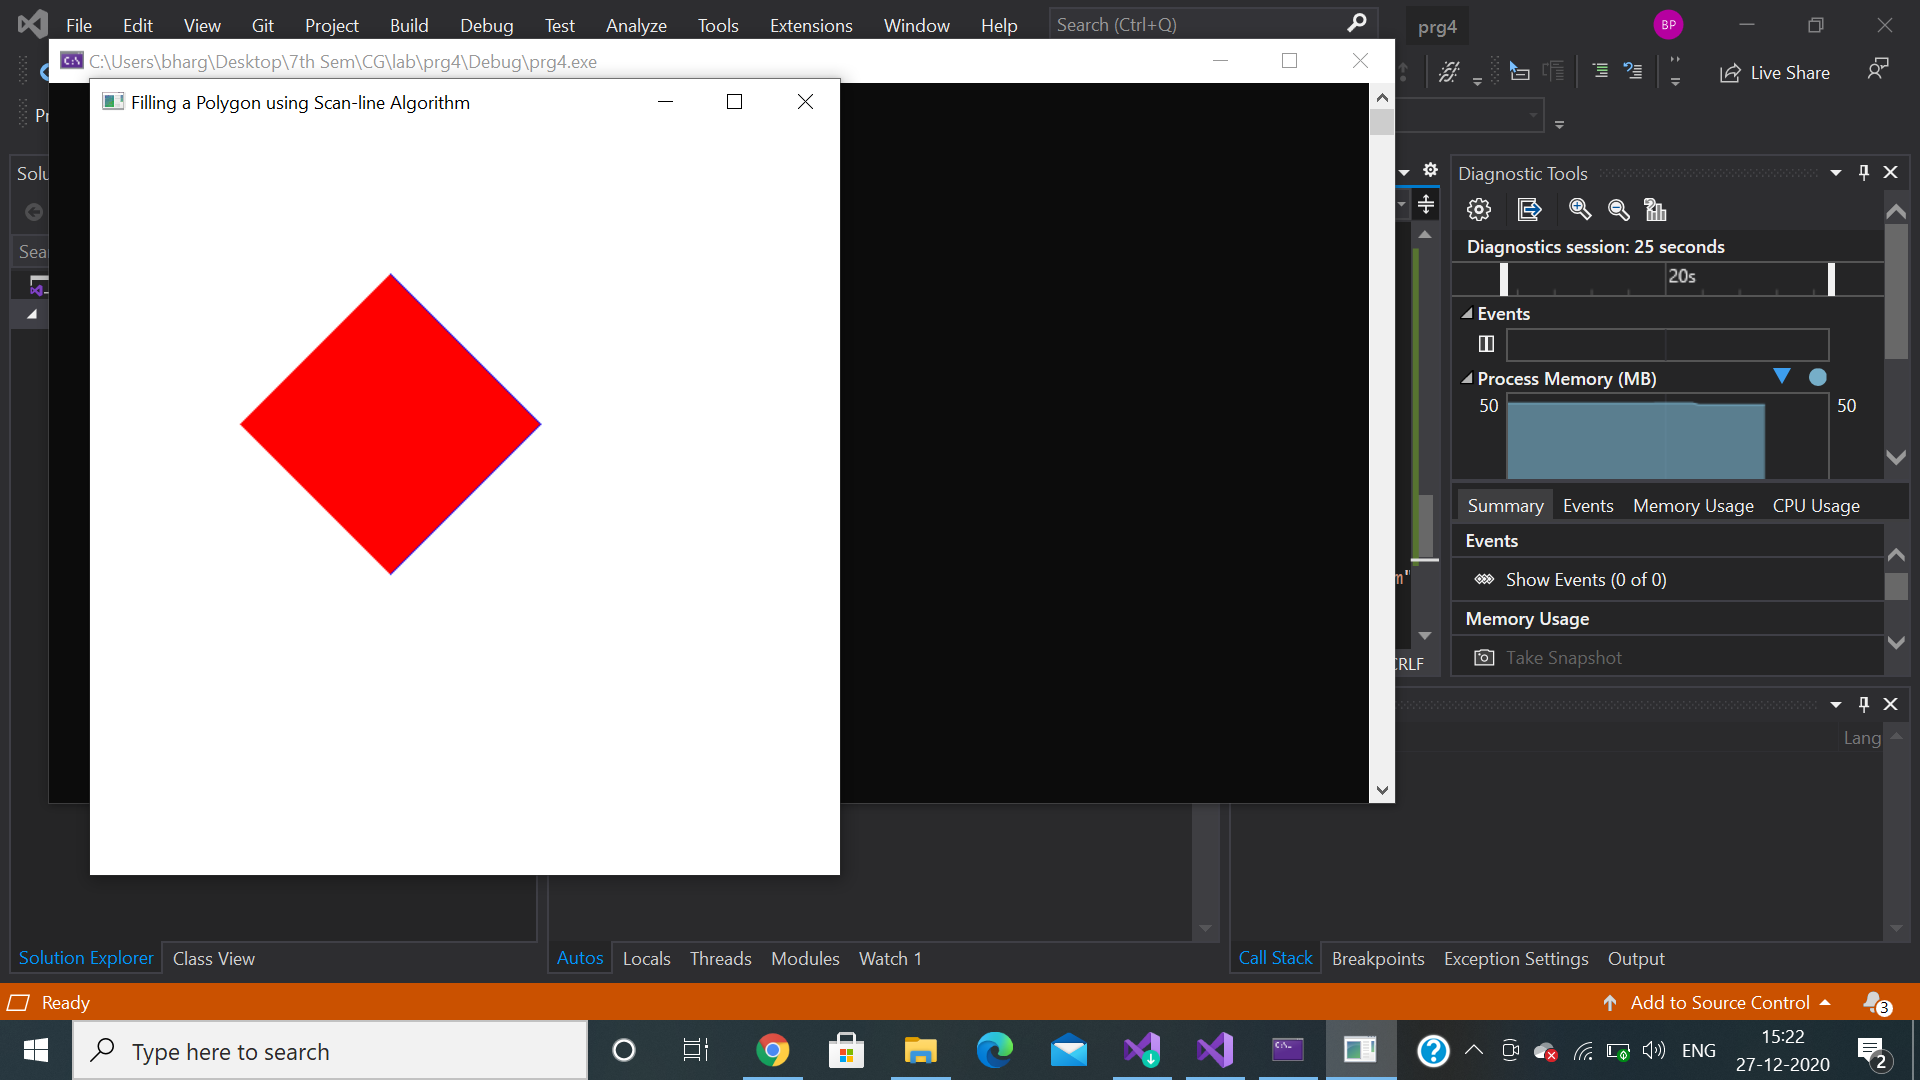 File Edit View Git Project Build Debug Test Analyze Tools Extensions Window Help Search (Ctrl+Q) prg4 BP
C:\Users\bharg\Desktop\7th Sem\CG\lab\prg4\Debug\prg4.exe
Live Share
Filling a Polygon using Scan-line Algorithm
Diagnostic Tools
Diagnostics session: 25 seconds
20s
Events
Process Memory (MB)
50 50
Summary Events Memory Usage CPU Usage
Events
Show Events (0 of 0)
Memory Usage
Take Snapshot
CRLF
Lang
Solution Explorer Class View Autos Locals Threads Modules Watch 1 Call Stack Breakpoints Exception Settings Output
Ready Add to Source Control 3
Type here to search ENG 15:22
27-12-2020 2